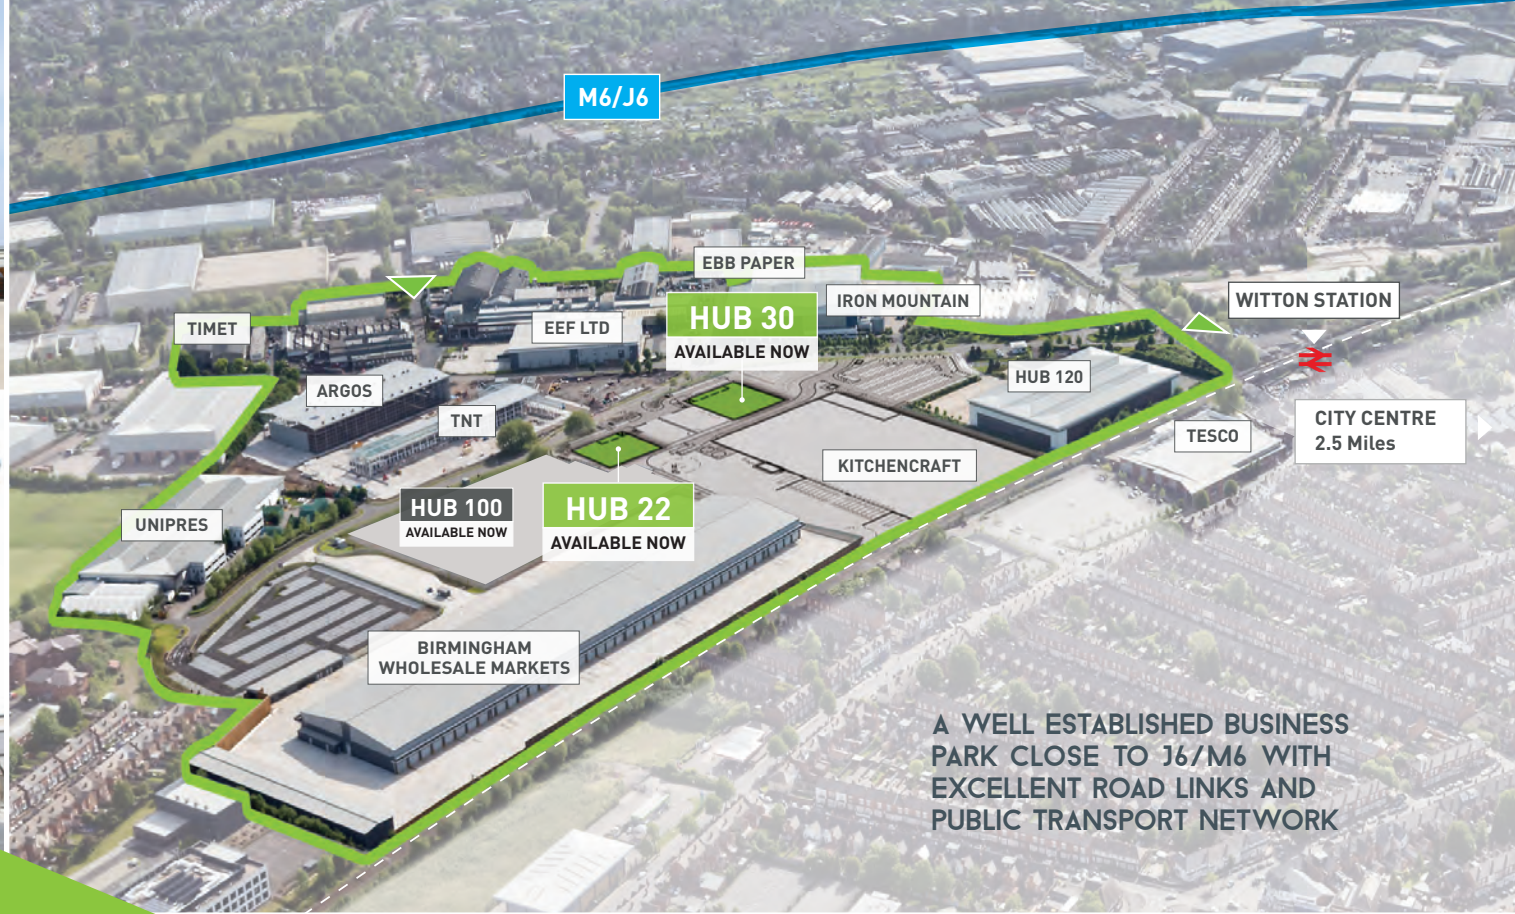 M6/J6
EBB PAPER
IRON MOUNTAIN
WITTON STATION
TIMET
EEF LTD
HUB 30
AVAILABLE NOW
HUB 120
ARGOS
TNT
CITY CENTRE
2.5 Miles
TESCO
KITCHENCRAFT
HUB 100
AVAILABLE NOW
HUB 22
AVAILABLE NOW
UNIPRES
BIRMINGHAM
WHOLESALE MARKETS
A WELL ESTABLISHED BUSINESS
PARK CLOSE TO J6/M6 WITH
EXCELLENT ROAD LINKS AND
PUBLIC TRANSPORT NETWORK